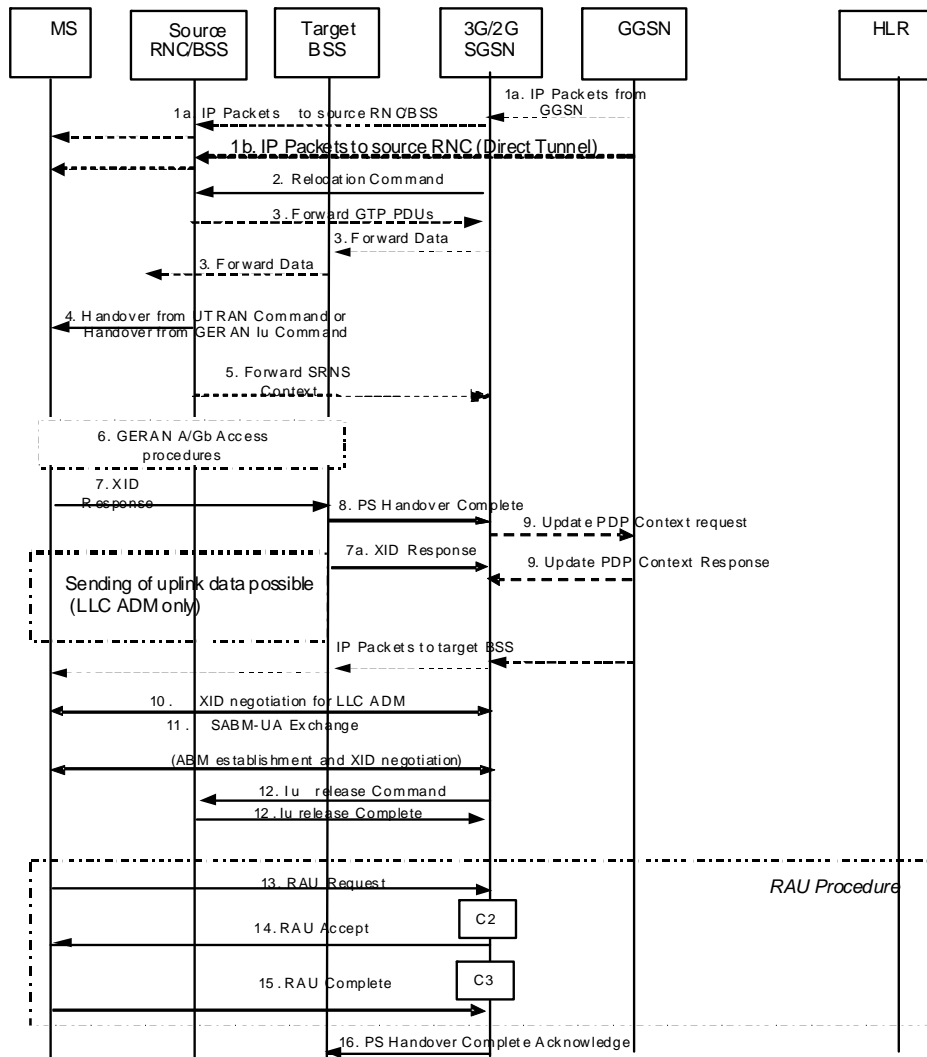 MS
Source
RNC/BSS
Target
BSS
3G/2G
SGSN
GGSN
HLR
1a. IP Packets from
GGSN
1a. IP Packets to source RNC/BSS
1b. IP Packets to source RNC (Direct Tunnel)
2. Relocation Command
3. Forward GTP PDUs
3. Forward Data
3. Forward Data
4. Handover from UTRAN Command or
Handover from GERAN Iu Command
5. Forward SRNS
Context
6. GERAN A/Gb Access
procedures
7. XID
Response
8. PS Handover Complete
9. Update PDP Context request
7a. XID Response
9. Update PDP Context Response
Sending of uplink data possible
(LLC ADM only)
IP Packets to target BSS
10. XID negotiation for LLC ADM
11. SABM-UA Exchange
(ABM establishment and XID negotiation)
12. Iu release Command
12. Iu release Complete
13. RAU Request
RAU Procedure
C2
14. RAU Accept
C3
15. RAU Complete
16. PS Handover Complete Acknowledge